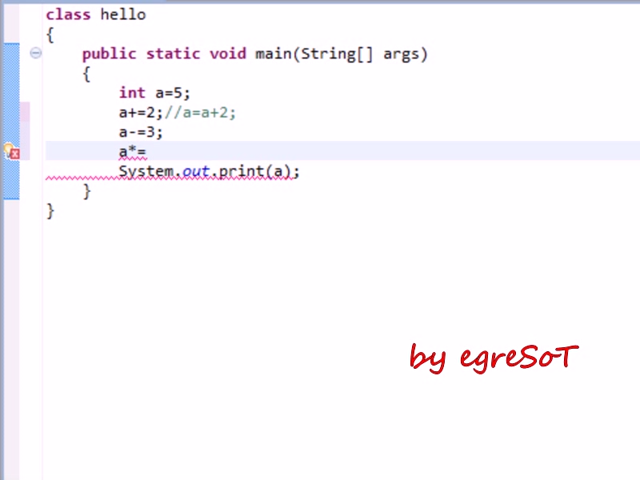 class hello
{
public static void main(String[] args)
{
int a=5;
a+=2;//a=a+2;
a-=3;
a*=
System.out.print(a);
}
}
by egreSoT